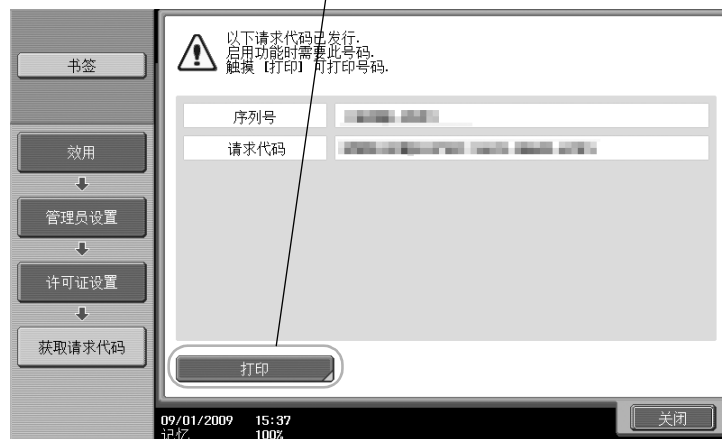 书签
效用
管理员设置
许可证设置
获取请求代码
以下请求代码已发行.
启用功能时需要此号码.
触摸 [打印] 可打印号码.
序列号
请求代码
打印
09/01/2009 15:37
记忆 100%
关闭